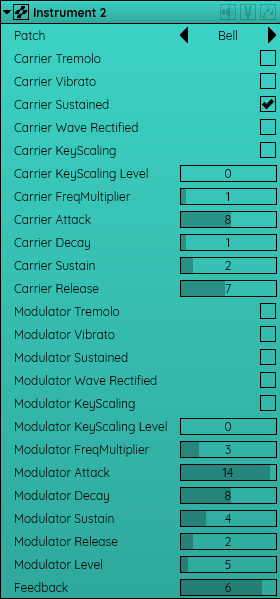 Instrument 2
Patch Bell
Carrier Tremolo
Carrier Vibrato
Carrier Sustained
Carrier Wave Rectified
Carrier KeyScaling
Carrier KeyScaling Level 0
Carrier FreqMultiplier 1
Carrier Attack 8
Carrier Decay 1
Carrier Sustain 2
Carrier Release 7
Modulator Tremolo
Modulator Vibrato
Modulator Sustained
Modulator Wave Rectified
Modulator KeyScaling
Modulator KeyScaling Level 0
Modulator FreqMultiplier 3
Modulator Attack 14
Modulator Decay 8
Modulator Sustain 4
Modulator Release 2
Modulator Level 5
Feedback 6